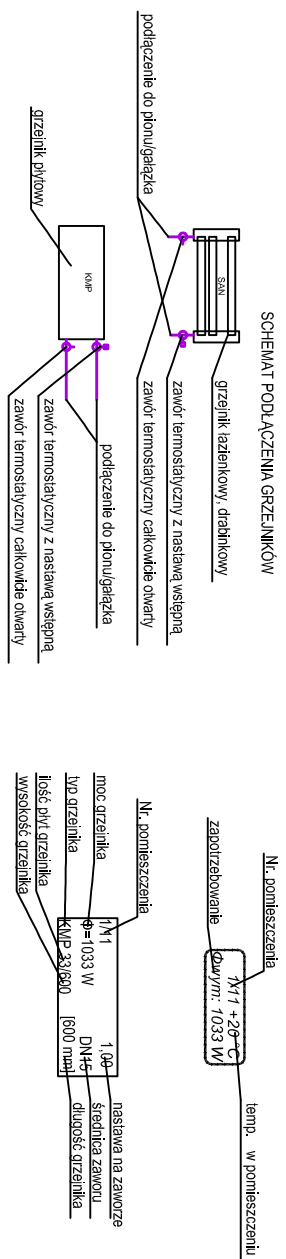 SCHEMAT PODŁĄCZENIA GRZEJNIKÓW
SAN
grzejnik łazienkowy, drabinkowy
podłączenie do pionu/gałązka
zawór termostatyczny z nastawą wstępną
zawór termostatyczny całkowicie otwarty
grzejnik płytowy
KMP
podłączenie do pionu/gałązka
zawór termostatyczny z nastawą wstępną
zawór termostatyczny całkowicie otwarty
Nr. pomieszczenia
temp. w pomieszczeniu
1/11 +20 °C
Φwym: 1033 W
zapotrzebowanie
Nr. pomieszczenia
moc grzejnika
typ grzejnika
ilość płyt grzejnika
wysokość grzejnika
1/11 1,00
Φ=1033 W DN15
KMP 33/600 [600 mm]
nastawa na zaworze
średnica zaworu
długość grzejnika